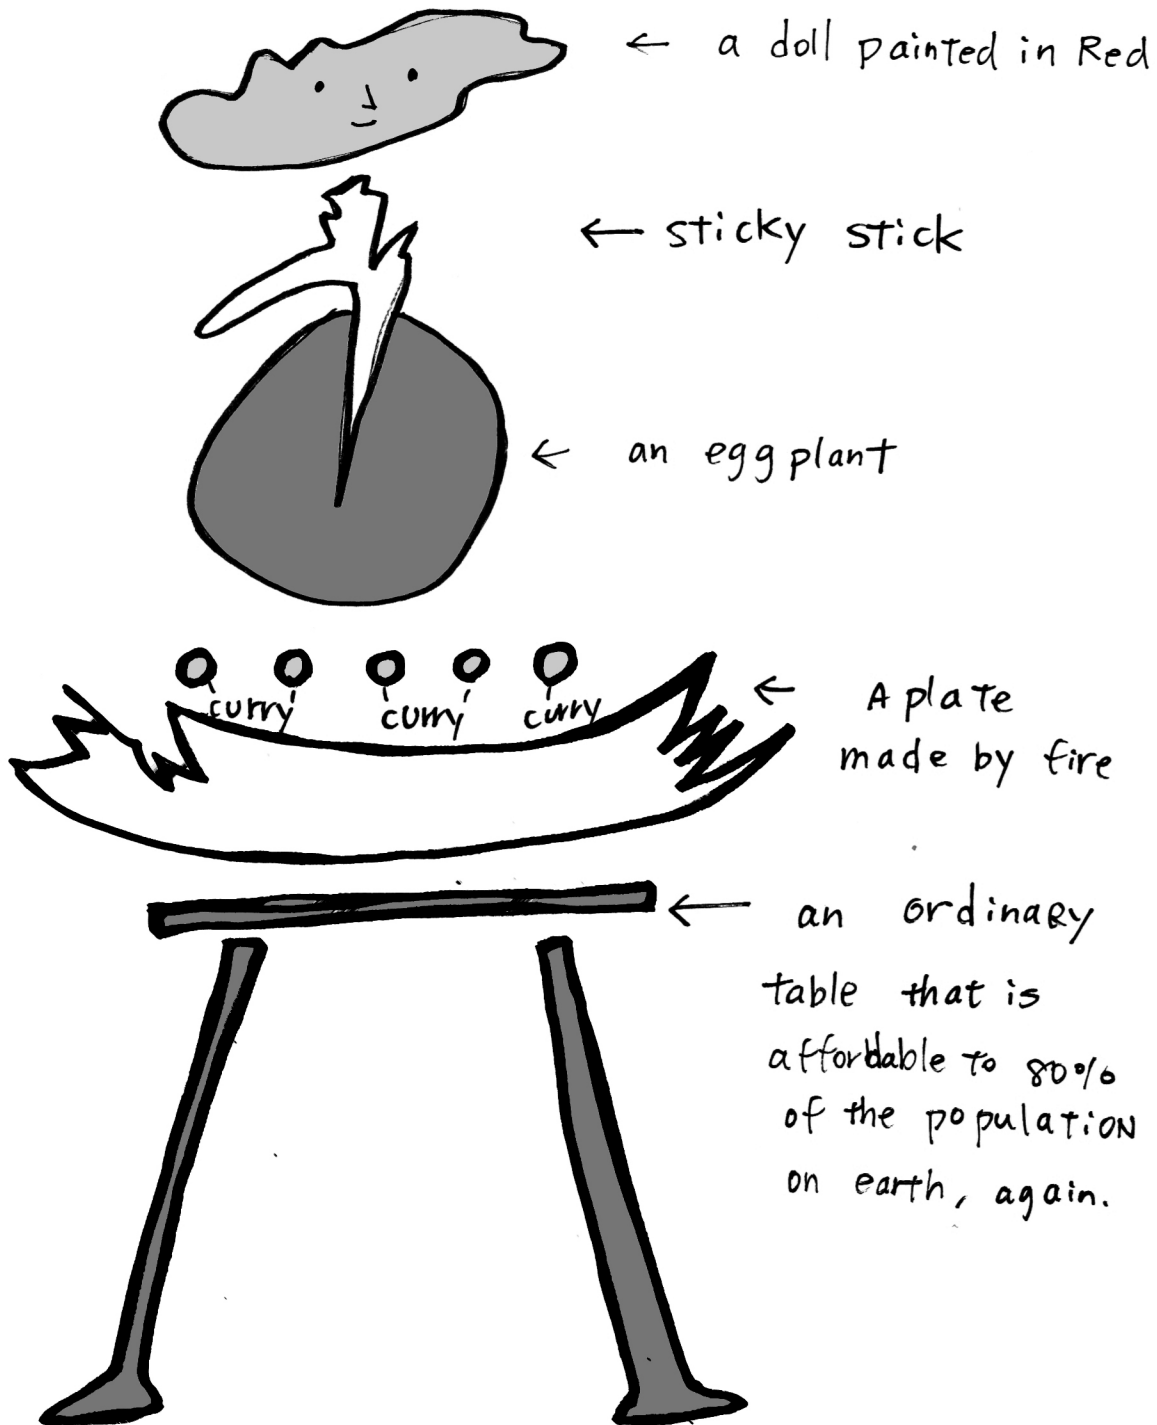 ← a doll painted in Red
← sticky stick
← an eggplant
curry curry curry
← A plate
made by fire
← an ordinary
table that is
affordable to 80%
of the population
on earth, again.